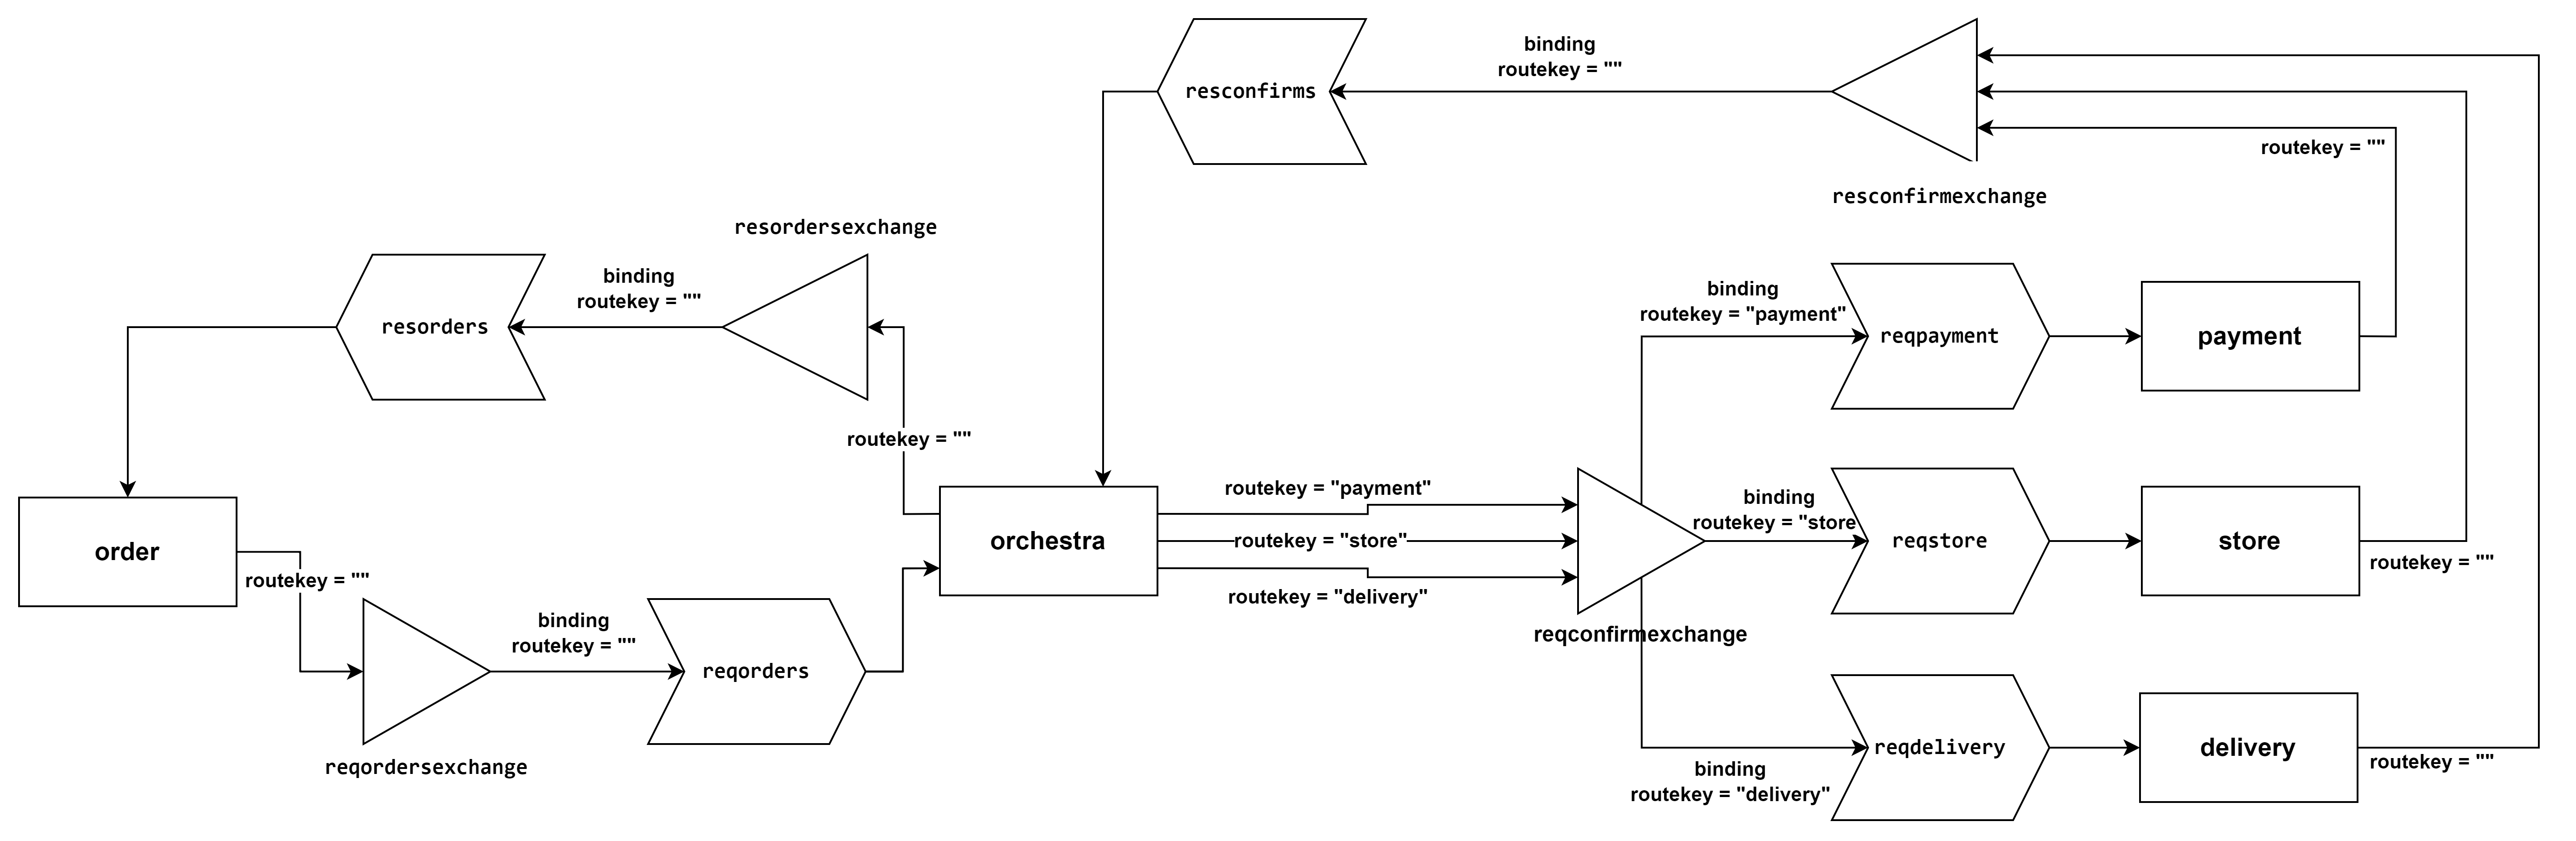 binding
routekey = ""
resconfirms
routekey = ""
resconfirmexchange
resordersexchange
binding
routekey = ""
resorders
routekey = ""
binding
routekey = "payment"
reqpayment
payment
order
routekey = ""
orchestra
routekey = "payment"
routekey = "store"
routekey = "delivery"
reqconfirmexchange
binding
routekey = "store
reqstore
store
routekey = ""
binding
routekey = ""
reqorders
reqordersexchange
binding
routekey = "delivery"
reqdelivery
delivery
routekey = ""